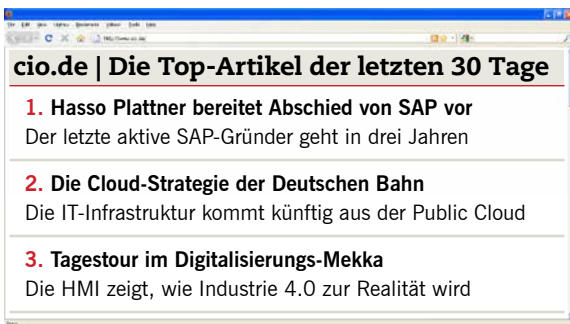 cio.de | Die Top-Artikel der letzten 30 Tage
1. Hasso Plattner bereitet Abschied von SAP vor
Der letzte aktive SAP-Gründer geht in drei Jahren
2. Die Cloud-Strategie der Deutschen Bahn
Die IT-Infrastruktur kommt künftig aus der Public Cloud
3. Tagestour im Digitalisierungs-Mekka
Die HMI zeigt, wie Industrie 4.0 zur Realität wird